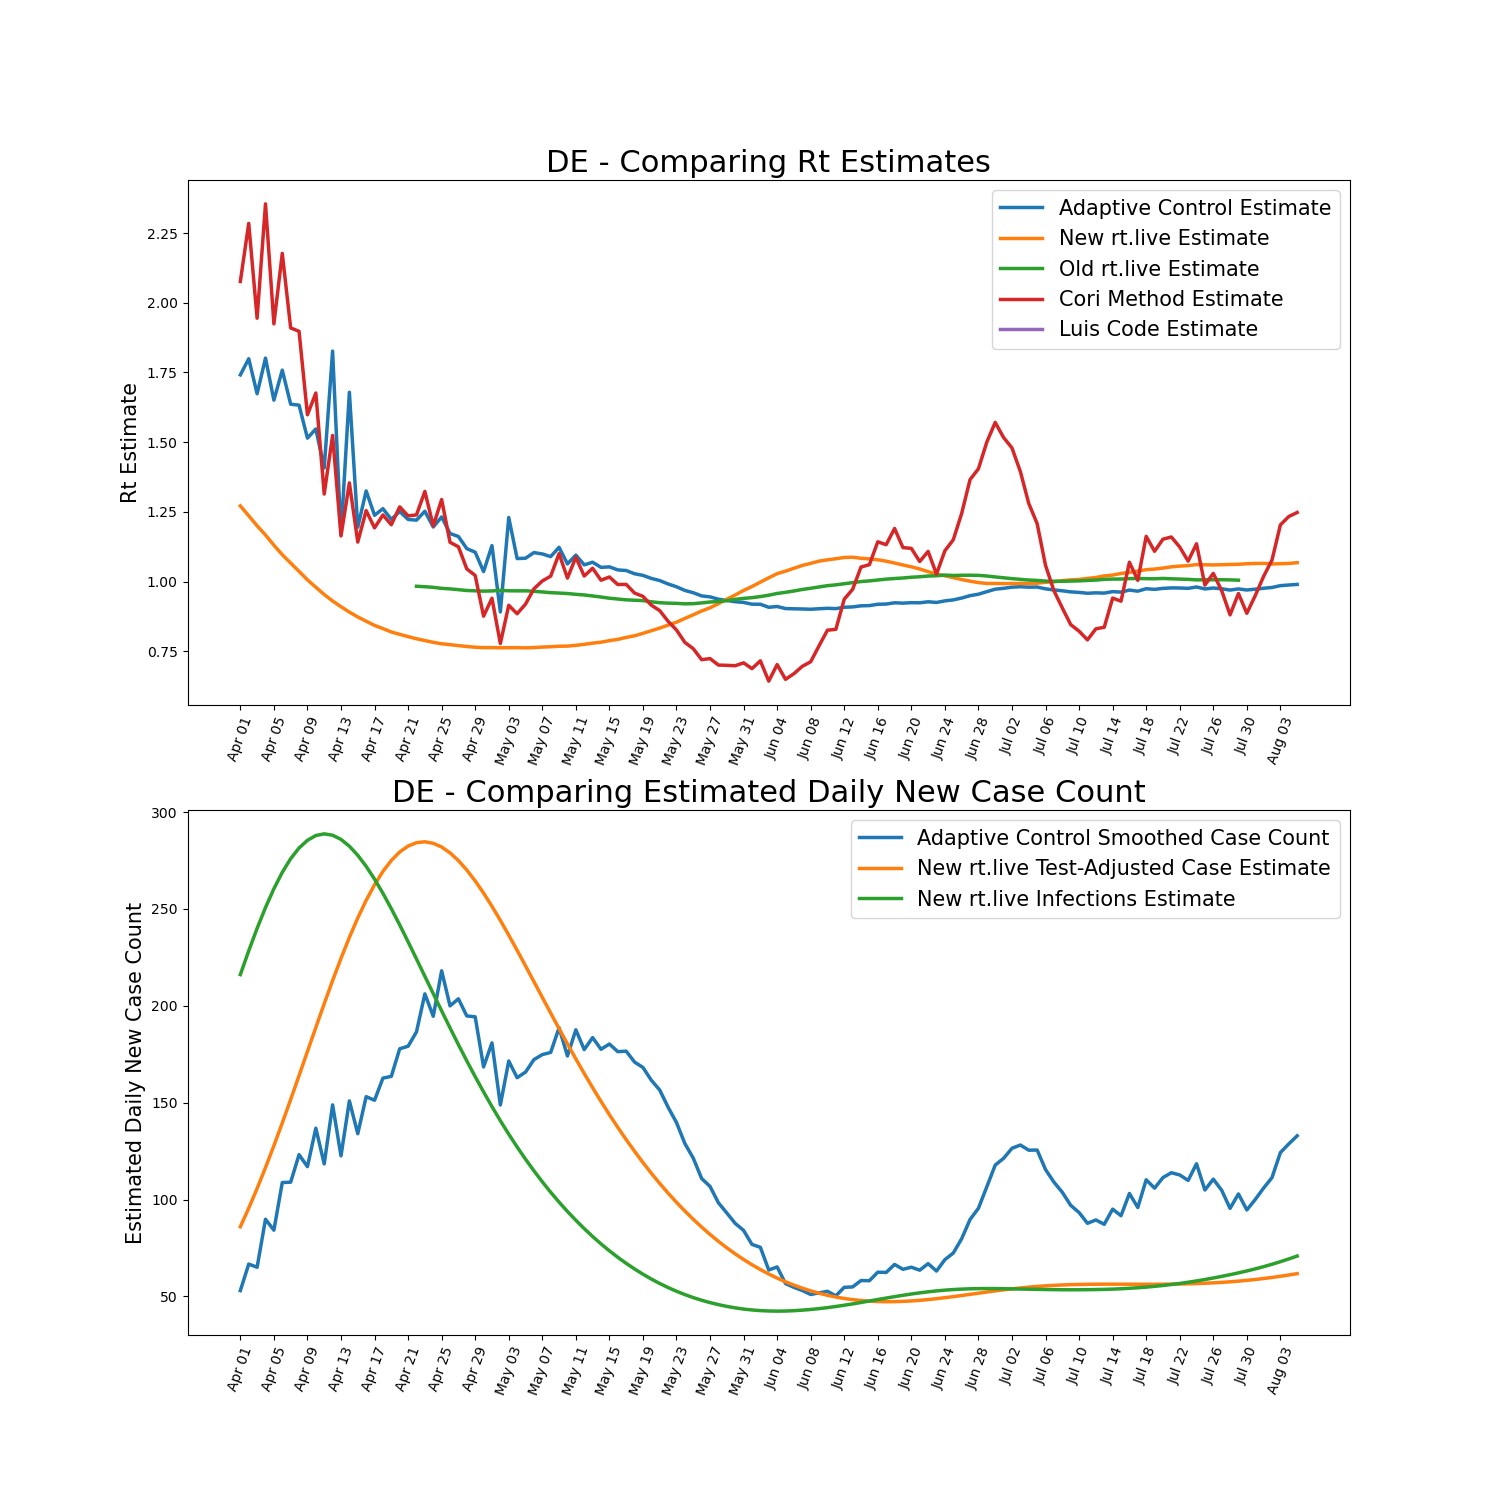 DE - Comparing Rt Estimates
Rt Estimate
2.25
2.00
1.75
1.50
1.25
1.00
0.75
Adaptive Control Estimate
New rt.live Estimate
Old rt.live Estimate
Cori Method Estimate
Luis Code Estimate
Apr 01 Apr 05 Apr 09 Apr 13 Apr 17 Apr 21 Apr 25 Apr 29 May 03 May 07 May 11 May 15 May 19 May 23 May 27 May 31 Jun 04 Jun 08 Jun 12 Jun 16 Jun 20 Jun 24 Jun 28 Jul 02 Jul 06 Jul 10 Jul 14 Jul 18 Jul 22 Jul 26 Jul 30 Aug 03
DE - Comparing Estimated Daily New Case Count
Estimated Daily New Case Count
300
250
200
150
100
50
Adaptive Control Smoothed Case Count
New rt.live Test-Adjusted Case Estimate
New rt.live Infections Estimate
Apr 01 Apr 05 Apr 09 Apr 13 Apr 17 Apr 21 Apr 25 Apr 29 May 03 May 07 May 11 May 15 May 19 May 23 May 27 May 31 Jun 04 Jun 08 Jun 12 Jun 16 Jun 20 Jun 24 Jun 28 Jul 02 Jul 06 Jul 10 Jul 14 Jul 18 Jul 22 Jul 26 Jul 30 Aug 03